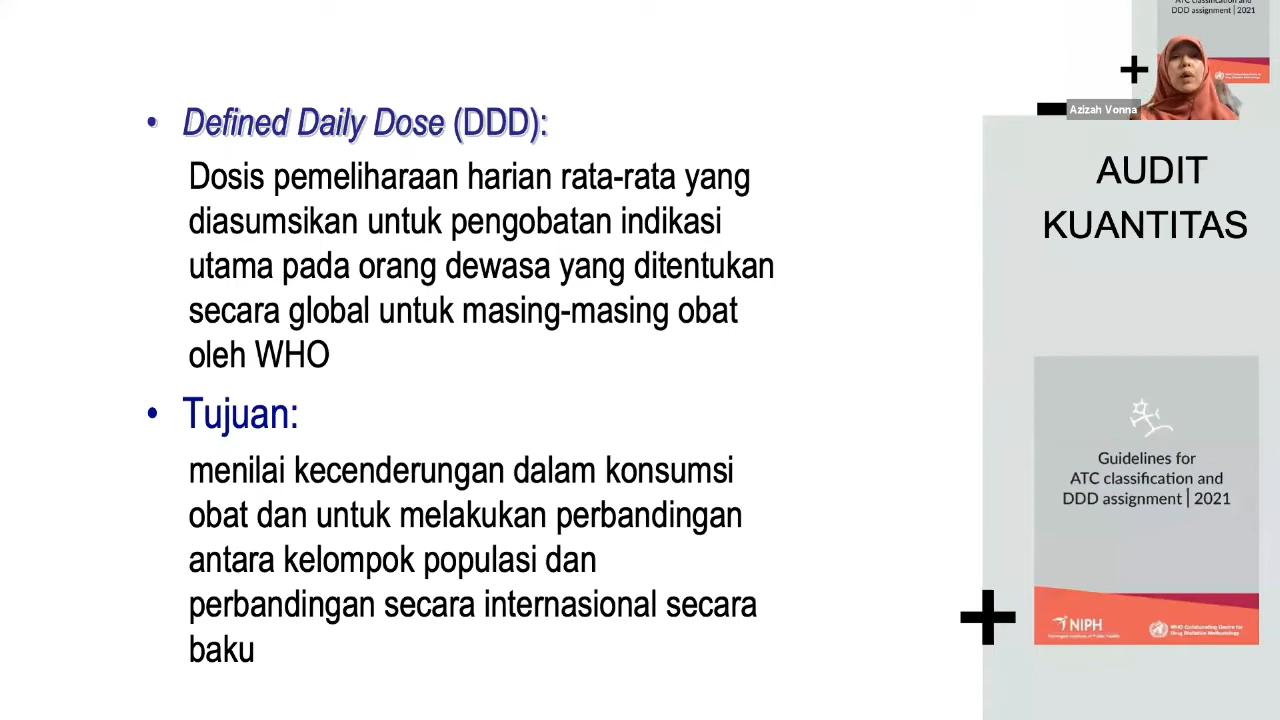 • Defined Daily Dose (DDD):
Dosis pemeliharaan harian rata-rata yang
diasumsikan untuk pengobatan indikasi
utama pada orang dewasa yang ditentukan
secara global untuk masing-masing obat
oleh WHO
• Tujuan:
menilai kecenderungan dalam konsumsi
obat dan untuk melakukan perbandingan
antara kelompok populasi dan
perbandingan secara internasional secara
baku
DDD assignment | 2021
Azizah Vonna
AUDIT
KUANTITAS
Guidelines for
ATC classification and
DDD assignment | 2021
NIPH
WHO Collaborating Centre for
Drug Statistics Methodology